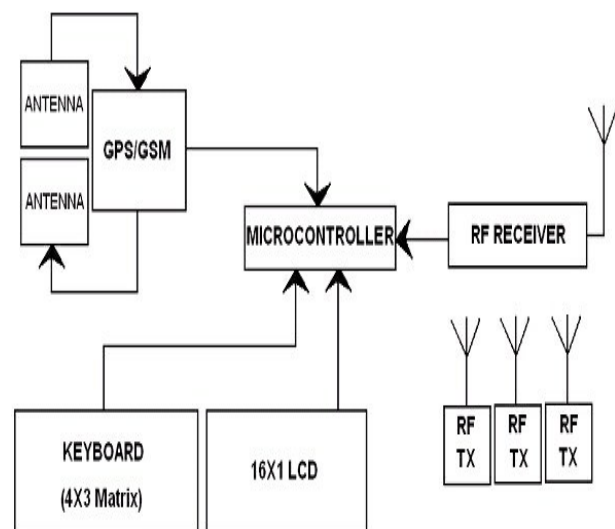 ANTENNA
GPS/GSM
ANTENNA
MICROCONTROLLER
RF RECEIVER
KEYBOARD
(4X3 Matrix)
16X1 LCD
RF
TX
RF
TX
RF
TX